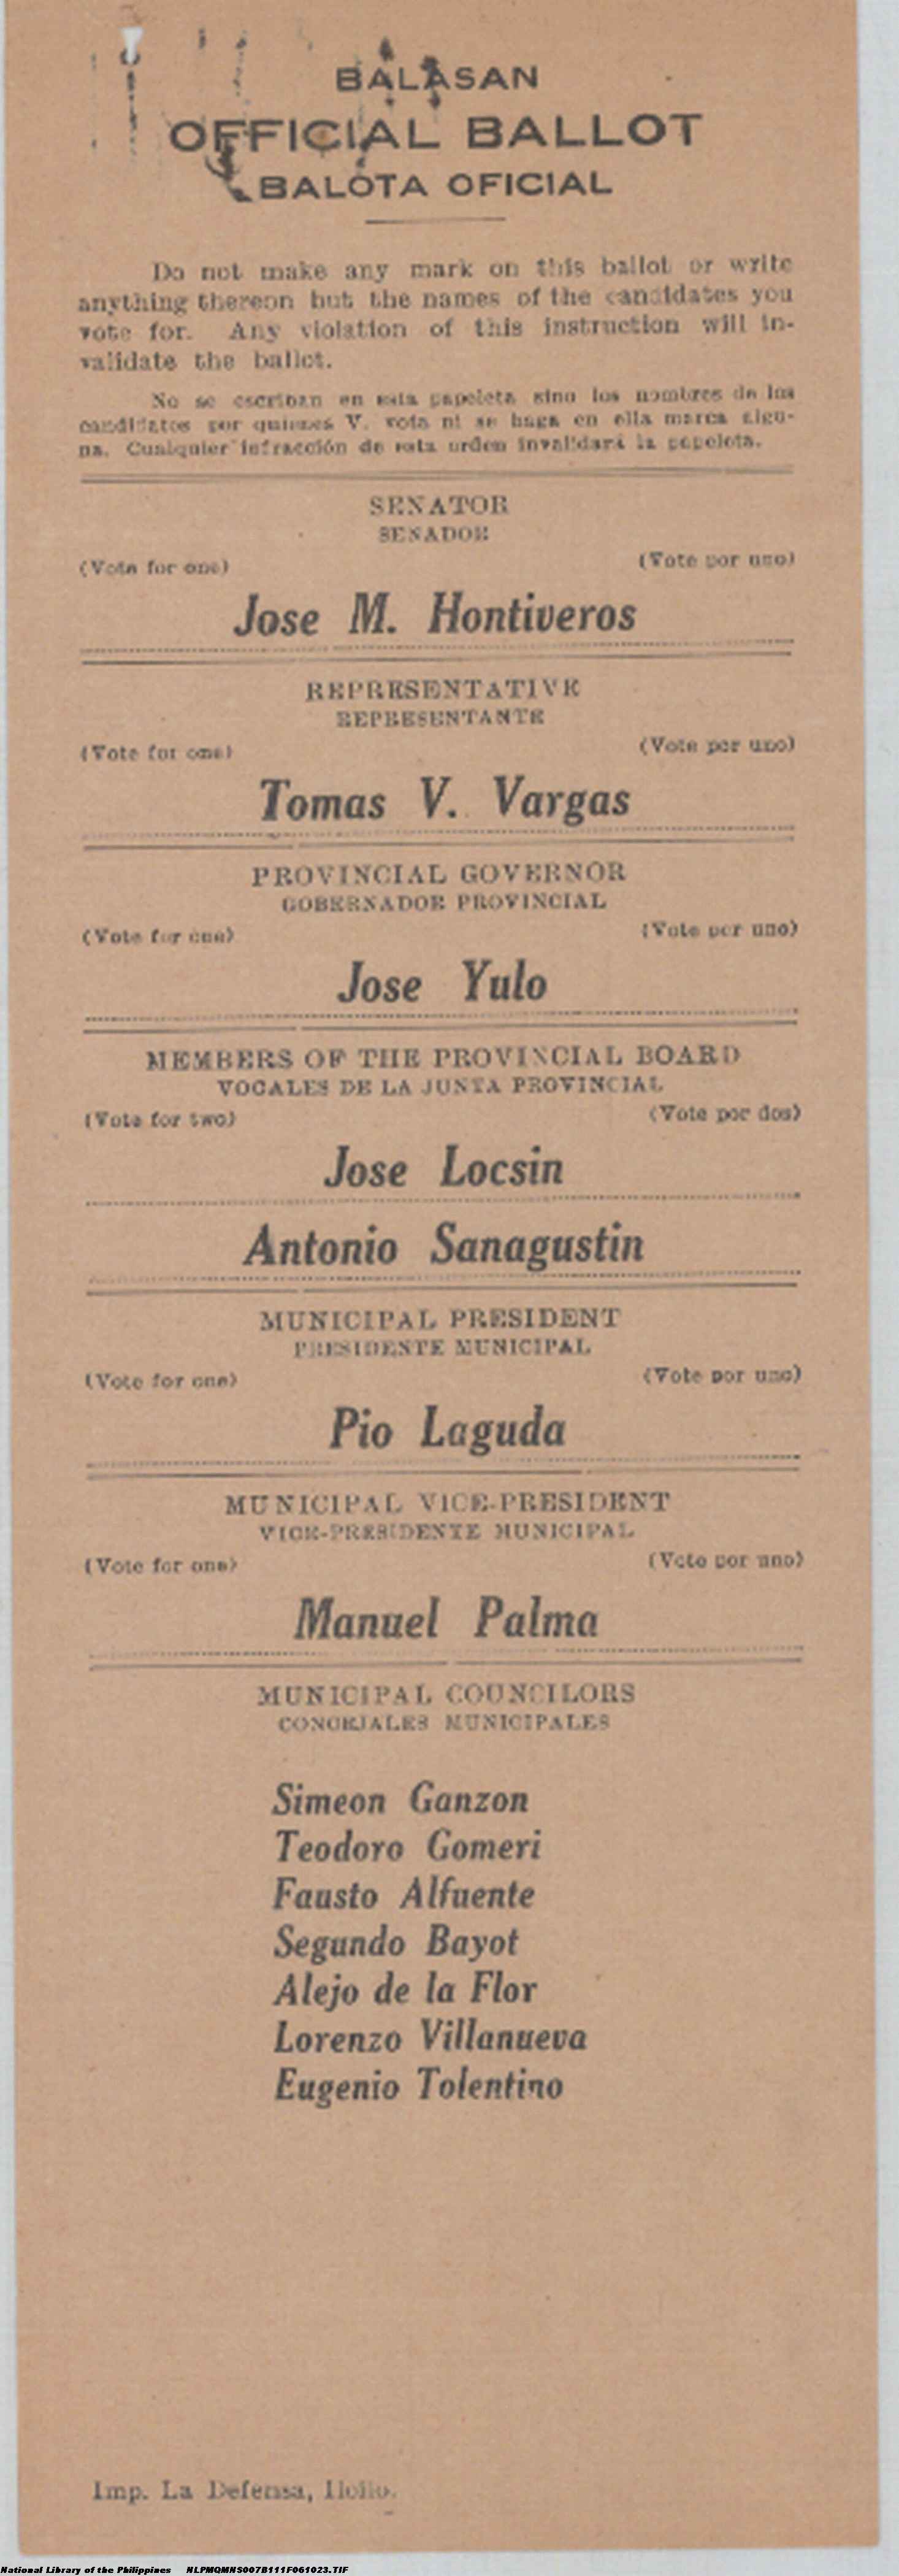 BALASAN
OFFICIAL BALLOT
BALOTA OFICIAL
Do not make any mark on this ballot or write
anything thereon but the names of the candidates you
vote for. Any violation of this instruction will in-
validate the ballot.
No se escriban en esta papeleta sino los nombres de los
candidatos por quienes V. vota ni se haga en ella marca algu-
na. Cualquier infracción de esta orden invalidará la papeleta.
SENATOR
SENADOR
(Vote for one) (Vote por uno)
Jose M. Hontiveros
REPRESENTATIVE
REPRESENTANTE
(Vote for one) (Vote por uno)
Tomas V. Vargas
PROVINCIAL GOVERNOR
GOBERNADOR PROVINCIAL
(Vote for one) (Vote por uno)
Jose Yulo
MEMBERS OF THE PROVINCIAL BOARD
VOCALES DE LA JUNTA PROVINCIAL
(Vote for two) (Vote por dos)
Jose Locsin
Antonio Sanagustin
MUNICIPAL PRESIDENT
PRESIDENTE MUNICIPAL
(Vote for one) (Vote por uno)
Pio Laguda
MUNICIPAL VICE-PRESIDENT
VICE-PRESIDENTE MUNICIPAL
(Vote for one) (Vote por uno)
Manuel Palma
MUNICIPAL COUNCILORS
CONCEJALES MUNICIPALES
Simeon Ganzon
Teodoro Gomeri
Fausto Alfuente
Segundo Bayot
Alejo de la Flor
Lorenzo Villanueva
Eugenio Tolentino
Imp. La Defensa, Iloilo.
National Library of the Philippines NLPMQMNS007B111F061023.TIF